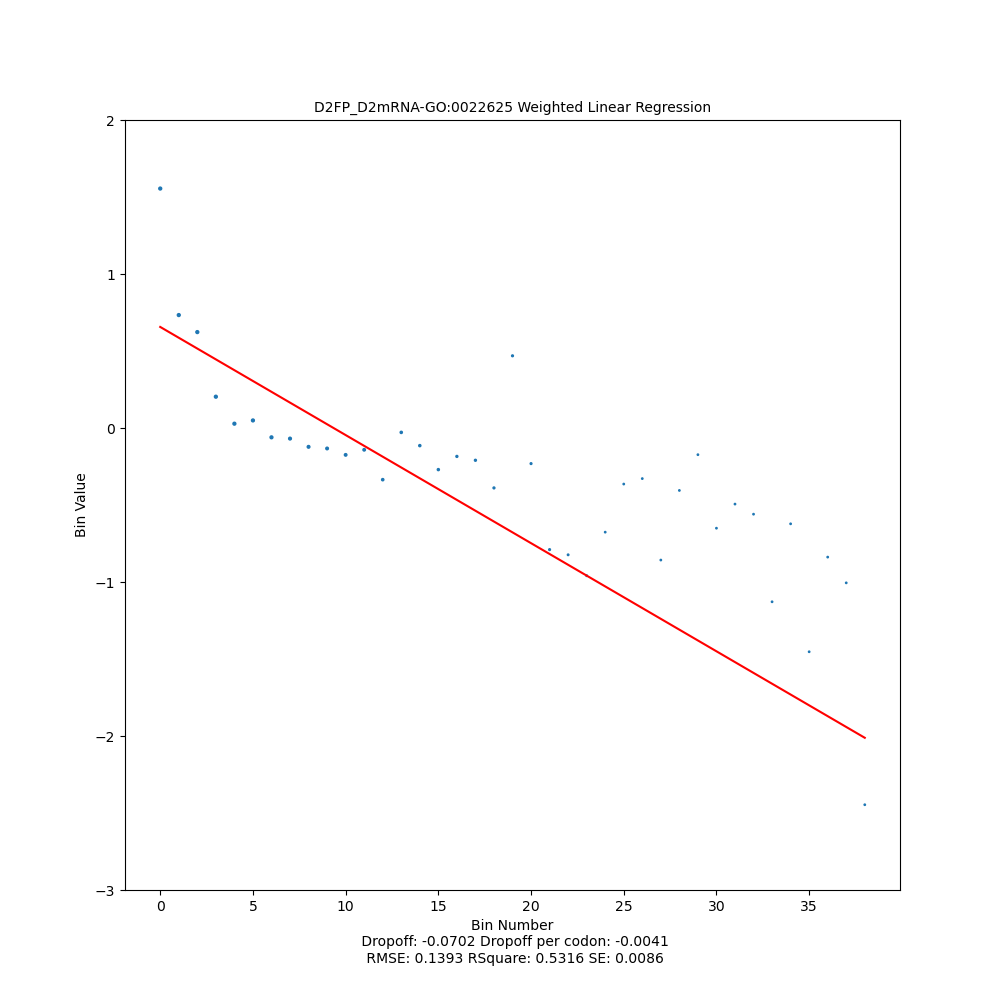 D2FP_D2mRNA-GO:0022625 Weighted Linear Regression
2
1
0
−1
−2
−3
Bin Value
0 5 10 15 20 25 30 35
Bin Number
Dropoff: -0.0702 Dropoff per codon: -0.0041
RMSE: 0.1393 RSquare: 0.5316 SE: 0.0086